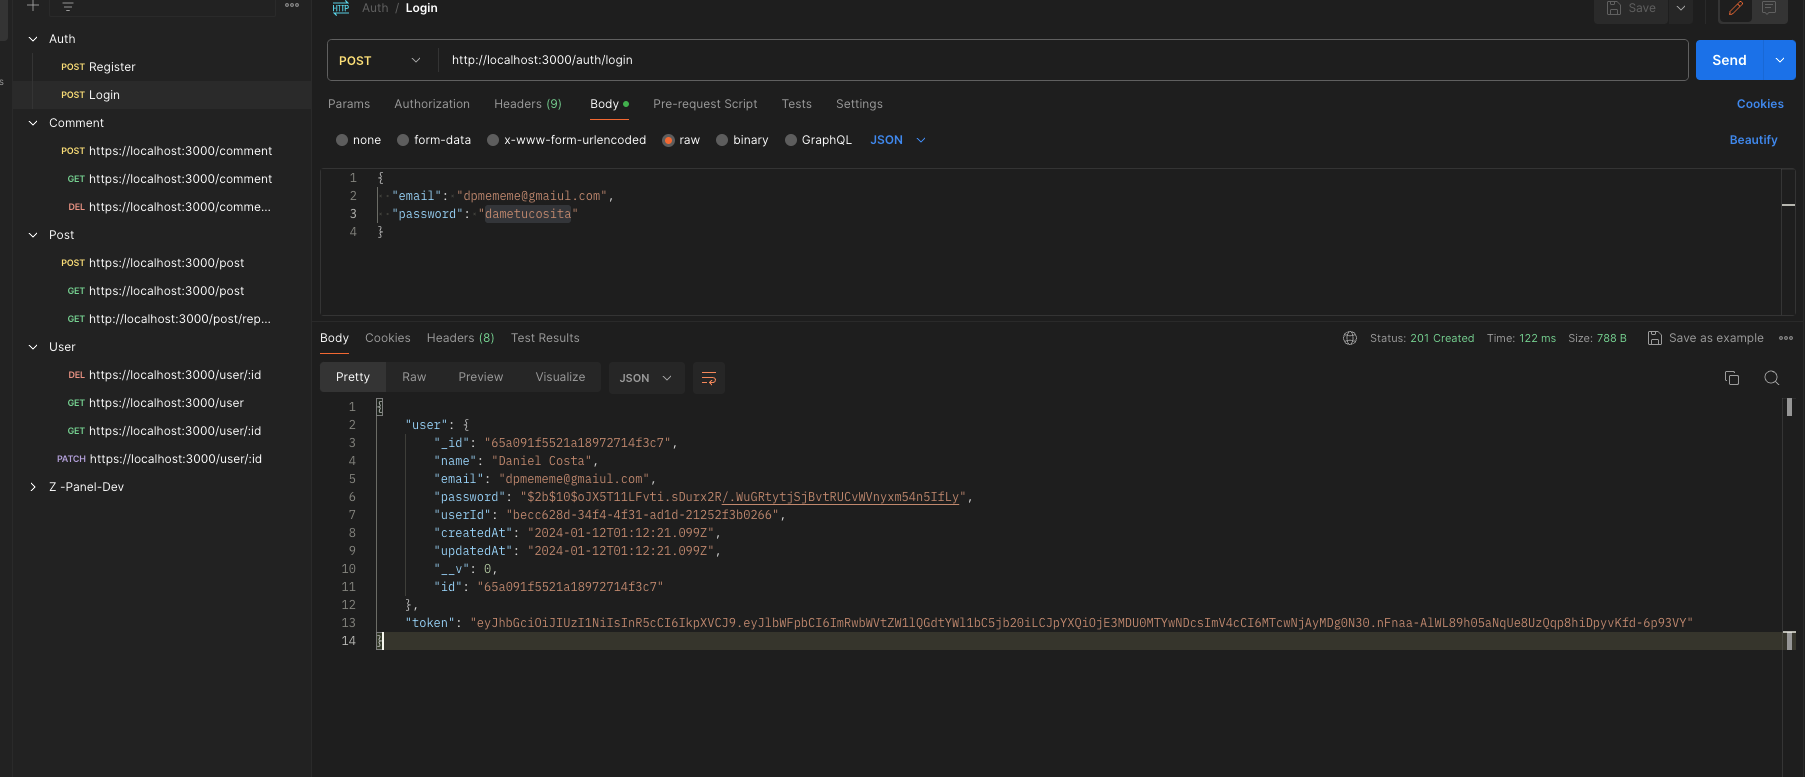 Auth / Login
Save
Auth
POST Register
POST Login
Comment
POST https://localhost:3000/comment
GET https://localhost:3000/comment
DEL https://localhost:3000/comme...
Post
POST https://localhost:3000/post
GET https://localhost:3000/post
GET http://localhost:3000/post/rep...
User
DEL https://localhost:3000/user/:id
GET https://localhost:3000/user
GET https://localhost:3000/user/:id
PATCH https://localhost:3000/user/:id
Z -Panel-Dev
POST http://localhost:3000/auth/login Send
Params Authorization Headers (9) Body Pre-request Script Tests Settings Cookies
none form-data x-www-form-urlencoded raw binary GraphQL JSON Beautify
1 {
2 "email": "dpmememe@gmaiul.com",
3 "password": "dametucosita"
4 }
Body Cookies Headers (8) Test Results Status: 201 Created Time: 122 ms Size: 788 B Save as example
Pretty Raw Preview Visualize JSON
1 {
2 "user": {
3 "_id": "65a091f5521a18972714f3c7",
4 "name": "Daniel Costa",
5 "email": "dpmememe@gmaiul.com",
6 "password": "$2b$10$oJX5T11LFvti.sDurx2R/.WuGRtytjSjBvtRUCvWVnyxm54n5IfLy",
7 "userId": "becc628d-34f4-4f31-ad1d-21252f3b0266",
8 "createdAt": "2024-01-12T01:12:21.099Z",
9 "updatedAt": "2024-01-12T01:12:21.099Z",
10 "__v": 0,
11 "id": "65a091f5521a18972714f3c7"
12 },
13 "token": "eyJhbGciOiJIUzI1NiIsInR5cCI6IkpXVCJ9.eyJlbWFpbCI6ImRwbWVtZW1lQGdtYWl1bC5jb20iLCJpYXQiOjE3MDU0MTYwNDcsImV4cCI6MTcwNjAyMDg0N30.nFnaa-AlWL89h05aNqUe8UzQqp8hiDpyvKfd-6p93VY"
14 }